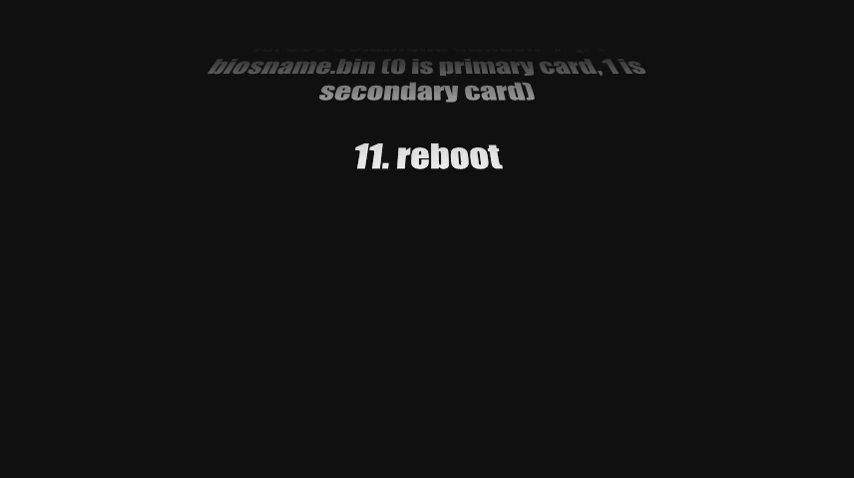 biosname.bin (0 is primary card, 1 is
secondary card)
11. reboot